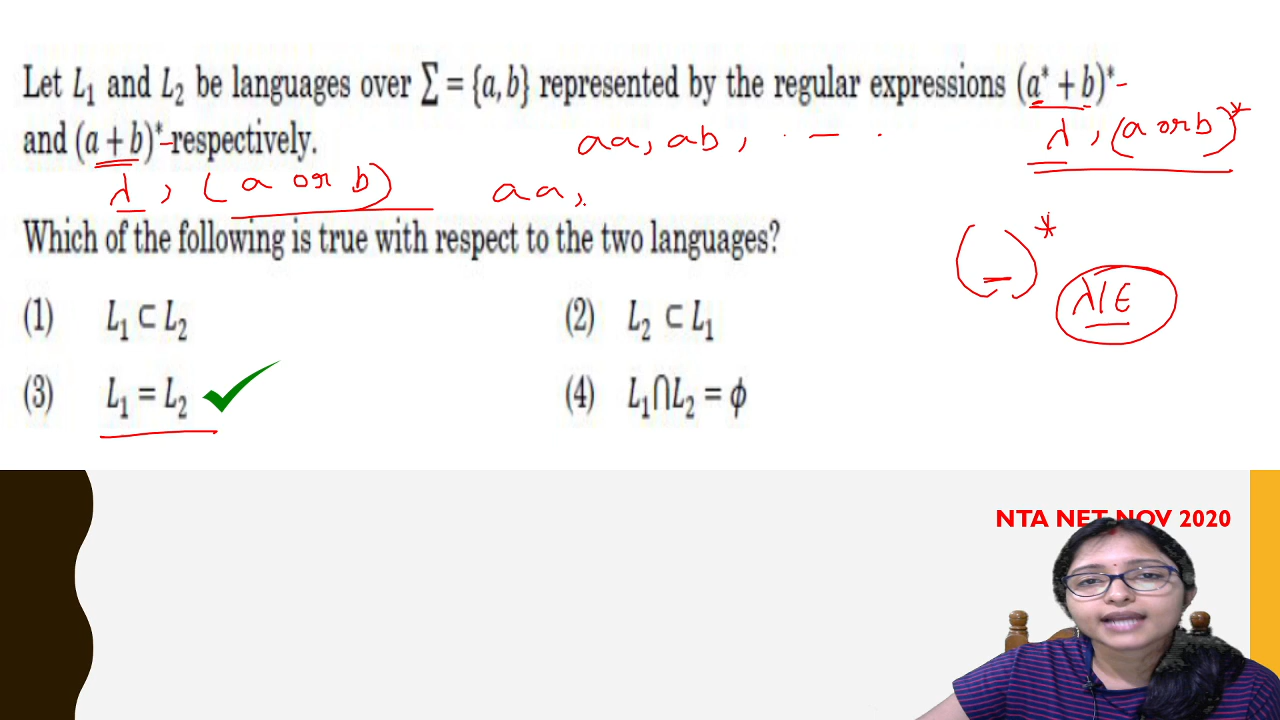 Let L₁ and L₂ be languages over ∑ = {a, b} represented by the regular expressions (a* + b)* -
and (a + b)* - respectively.
aa, ab, . — .
λ, (a or b)*
λ, (a or b)
aa,
Which of the following is true with respect to the two languages?
( _ )*
λ/ε
(1) L₁ ⊂ L₂
(2) L₂ ⊂ L₁
(3) L₁ = L₂
(4) L₁⋂L₂ = ϕ
NTA NET NOV 2020